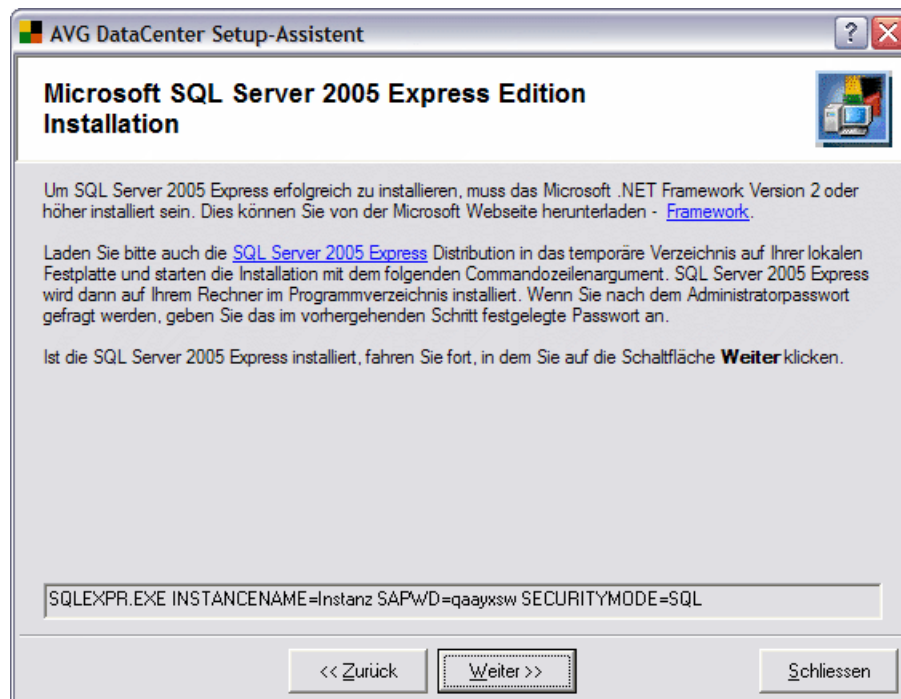 AVG DataCenter Setup-Assistent
Microsoft SQL Server 2005 Express Edition
Installation
Um SQL Server 2005 Express erfolgreich zu installieren, muss das Microsoft .NET Framework Version 2 oder
höher installiert sein. Dies können Sie von der Microsoft Webseite herunterladen - Framework.
Laden Sie bitte auch die SQL Server 2005 Express Distribution in das temporäre Verzeichnis auf Ihrer lokalen
Festplatte und starten die Installation mit dem folgenden Commandozeilenargument. SQL Server 2005 Express
wird dann auf Ihrem Rechner im Programmverzeichnis installiert. Wenn Sie nach dem Administratorpasswort
gefragt werden, geben Sie das im vorhergehenden Schritt festgelegte Passwort an.
Ist die SQL Server 2005 Express installiert, fahren Sie fort, in dem Sie auf die Schaltfläche Weiter klicken.
SQLEXPR.EXE INSTANCENAME=Instanz SAPWD=qaayxsw SECURITYMODE=SQL
<< Zurück Weiter >> Schliessen